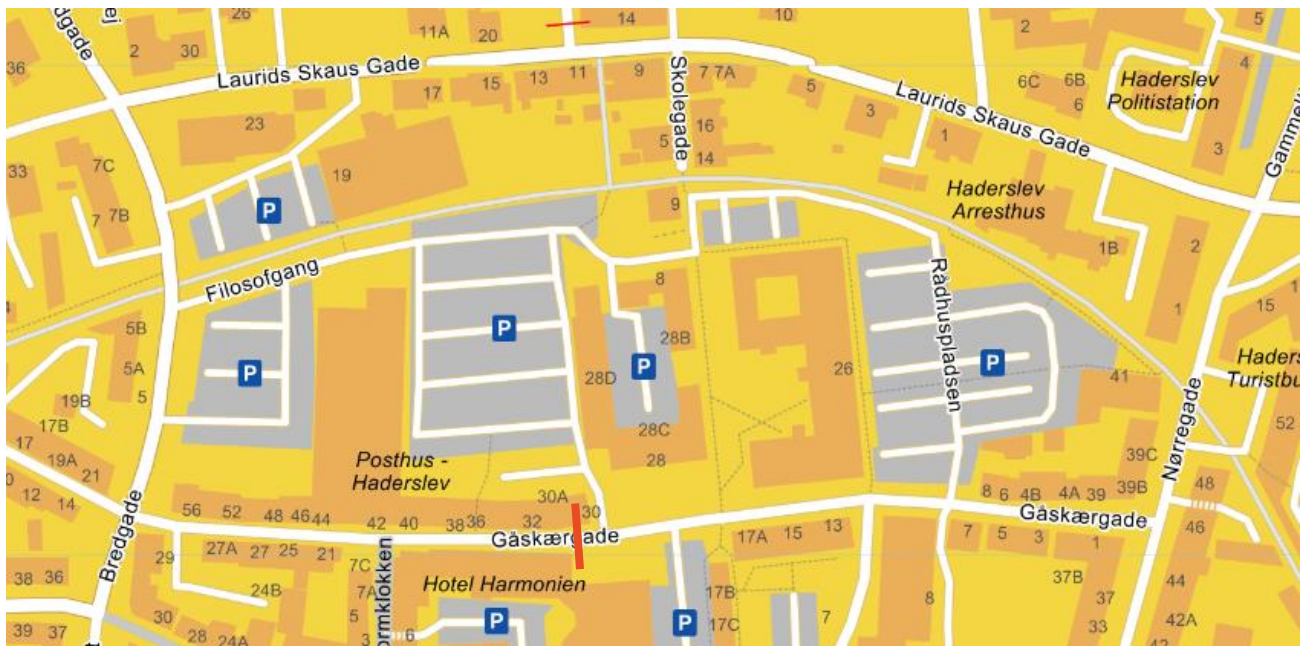 26
11A
20
14
10
2
5
36
2
30
Laurids Skaus Gade
17
15
13
11
9
Skolegade
7
7A
5
3
Laurids Skaus Gade
1
6C
6B
6
Haderslev
Politistation
4
3
23
19
5
16
14
33
7C
7
7B
P
9
Haderslev
Arresthus
1B
2
1
15
Filosofgang
8
28B
28D
28C
28
26
Rådhuspladsen
P
P
P
P
5B
5A
5
19B
17B
17
19A
21
12
14
41
Nørregade
52
39C
39B
48
46
Posthus -
Haderslev
56
52
48
46
44
42
40
38
36
32
30A
30
Gåskærgade
8
6
4B
4A
39
Gåskærgade
Bredgade
29
27A
27
25
21
24B
7C
7A
5
3
6
Hotel Harmonien
P
P
17A
15
13
17B
17C
7
8
7
5
3
1
37B
37
33
44
42A
38
36
39
37
30
28
24A